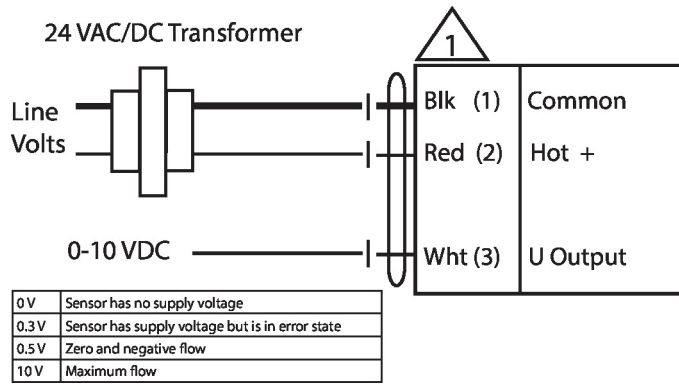 24 VAC/DC Transformer
1
Line
Volts
Blk (1) Common
Red (2) Hot +
0-10 VDC
Wht (3) U Output
0 V Sensor has no supply voltage
0.3 V Sensor has supply voltage but is in error state
0.5 V Zero and negative flow
10 V Maximum flow